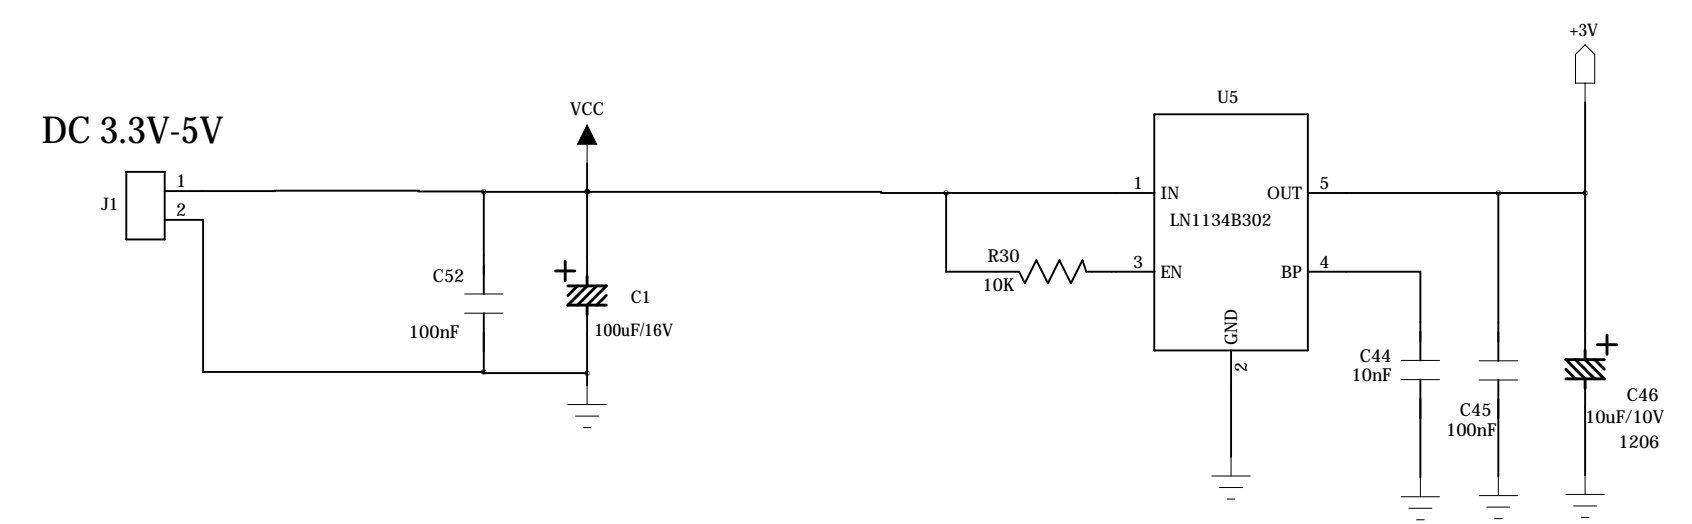 +3V
U5
VCC
DC 3.3V-5V
J1
1
2
1
IN
OUT
5
LN1134B302
C52
100nF
+
C1
100uF/16V
R30
10K
3
EN
BP
4
GND
2
C44
10nF
C45
100nF
+
C46
10uF/10V
1206